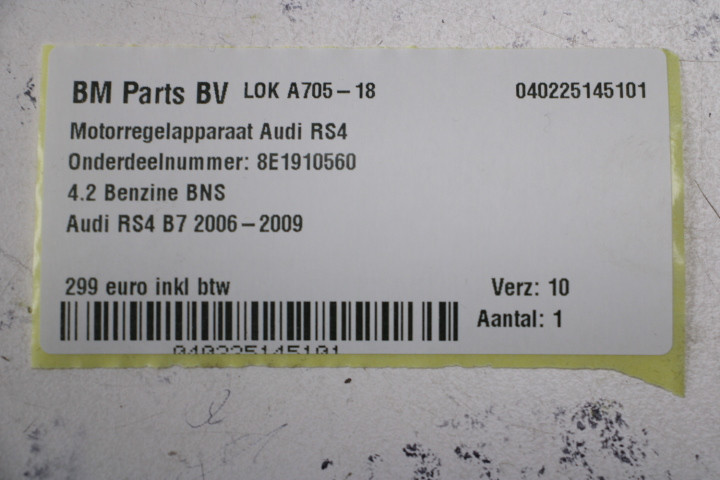 BM Parts BV LOK A705-18 040225145101
Motorregelapparaat Audi RS4
Onderdeelnummer: 8E1910560
4.2 Benzine BNS
Audi RS4 B7 2006-2009
299 euro inkl btw Verz: 10
Aantal: 1
040225145101